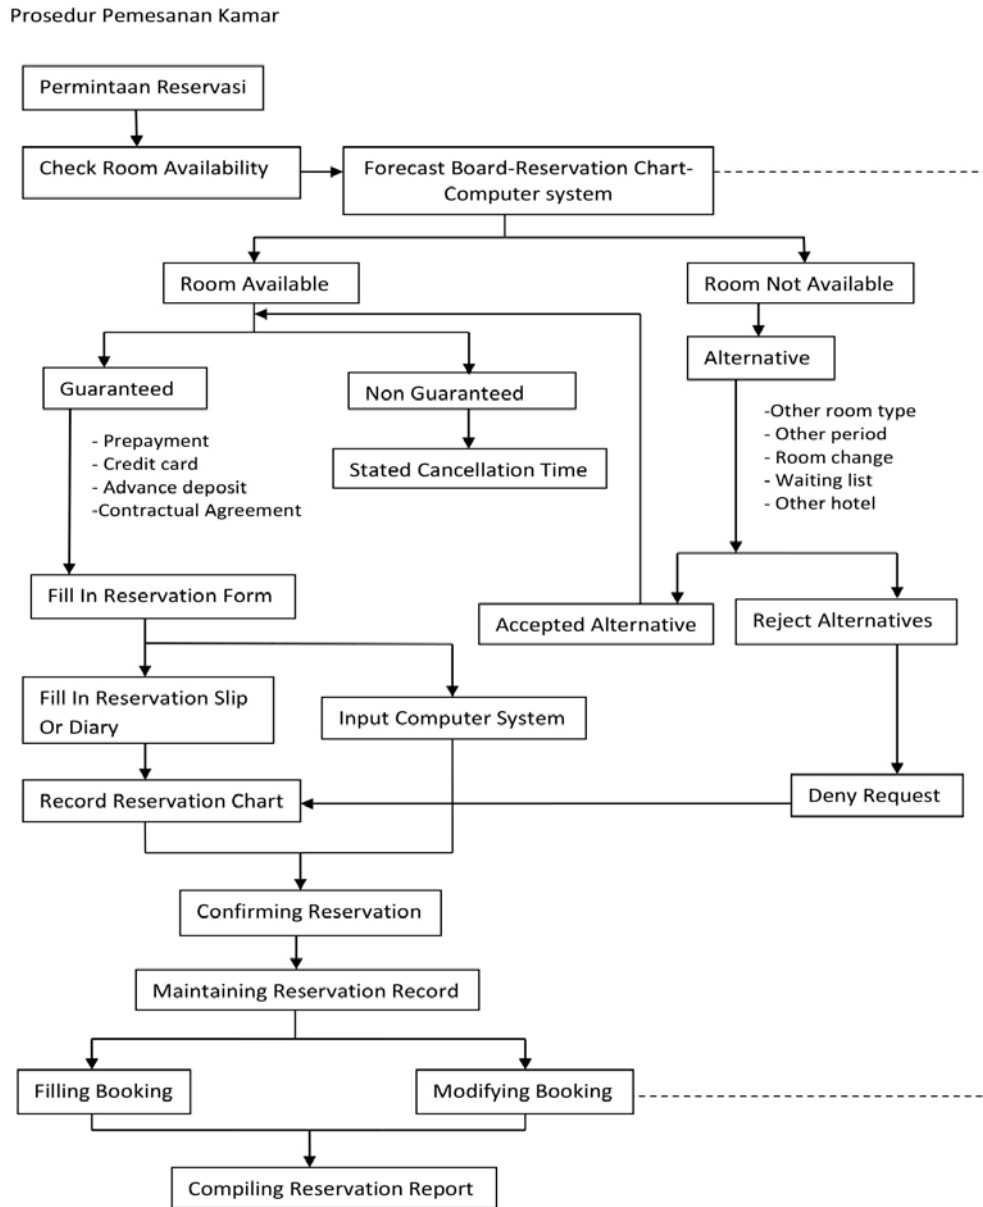 Prosedur Pemesanan Kamar
Permintaan Reservasi
Check Room Availability
Forecast Board-Reservation Chart-
Computer system
Room Available
Room Not Available
Alternative
Guaranteed
Non Guaranteed
- Prepayment
- Credit card
- Advance deposit
-Contractual Agreement
Stated Cancellation Time
-Other room type
- Other period
- Room change
- Waiting list
- Other hotel
Fill In Reservation Form
Accepted Alternative
Reject Alternatives
Fill In Reservation Slip
Or Diary
Input Computer System
Record Reservation Chart
Deny Request
Confirming Reservation
Maintaining Reservation Record
Filling Booking
Modifying Booking
Compiling Reservation Report